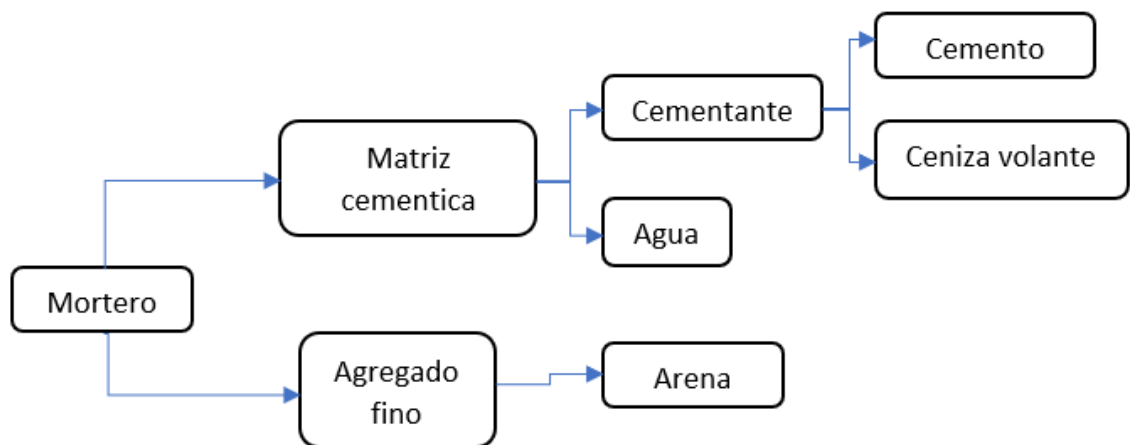 Cemento
Cementante
Matriz
cementica
Ceniza volante
Agua
Mortero
Agregado
fino
Arena